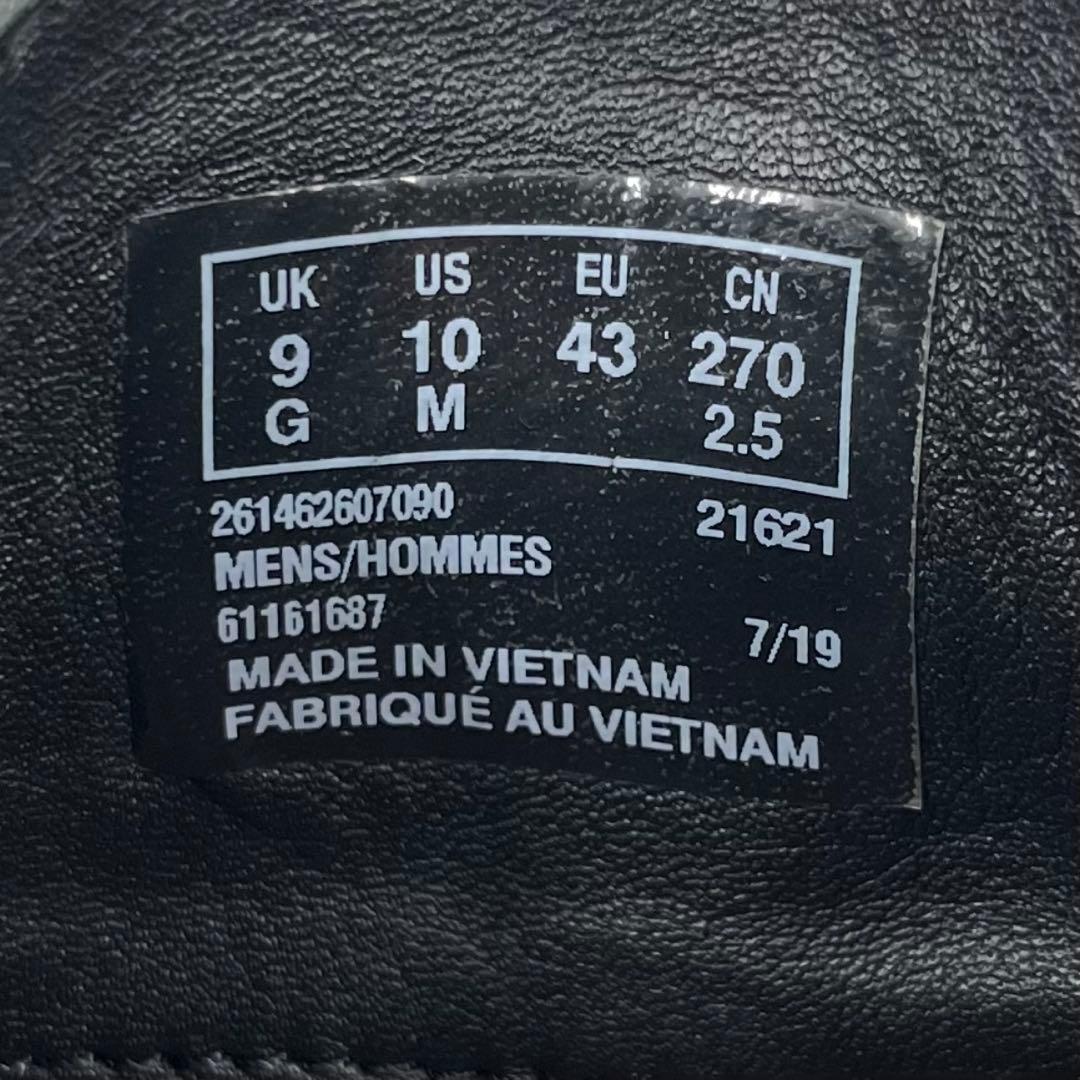 UK US EU CN
9 10 43 270
G M 2.5
261462607090 21621
MENS/HOMMES
61161687 7/19
MADE IN VIETNAM
FABRIQUÉ AU VIETNAM